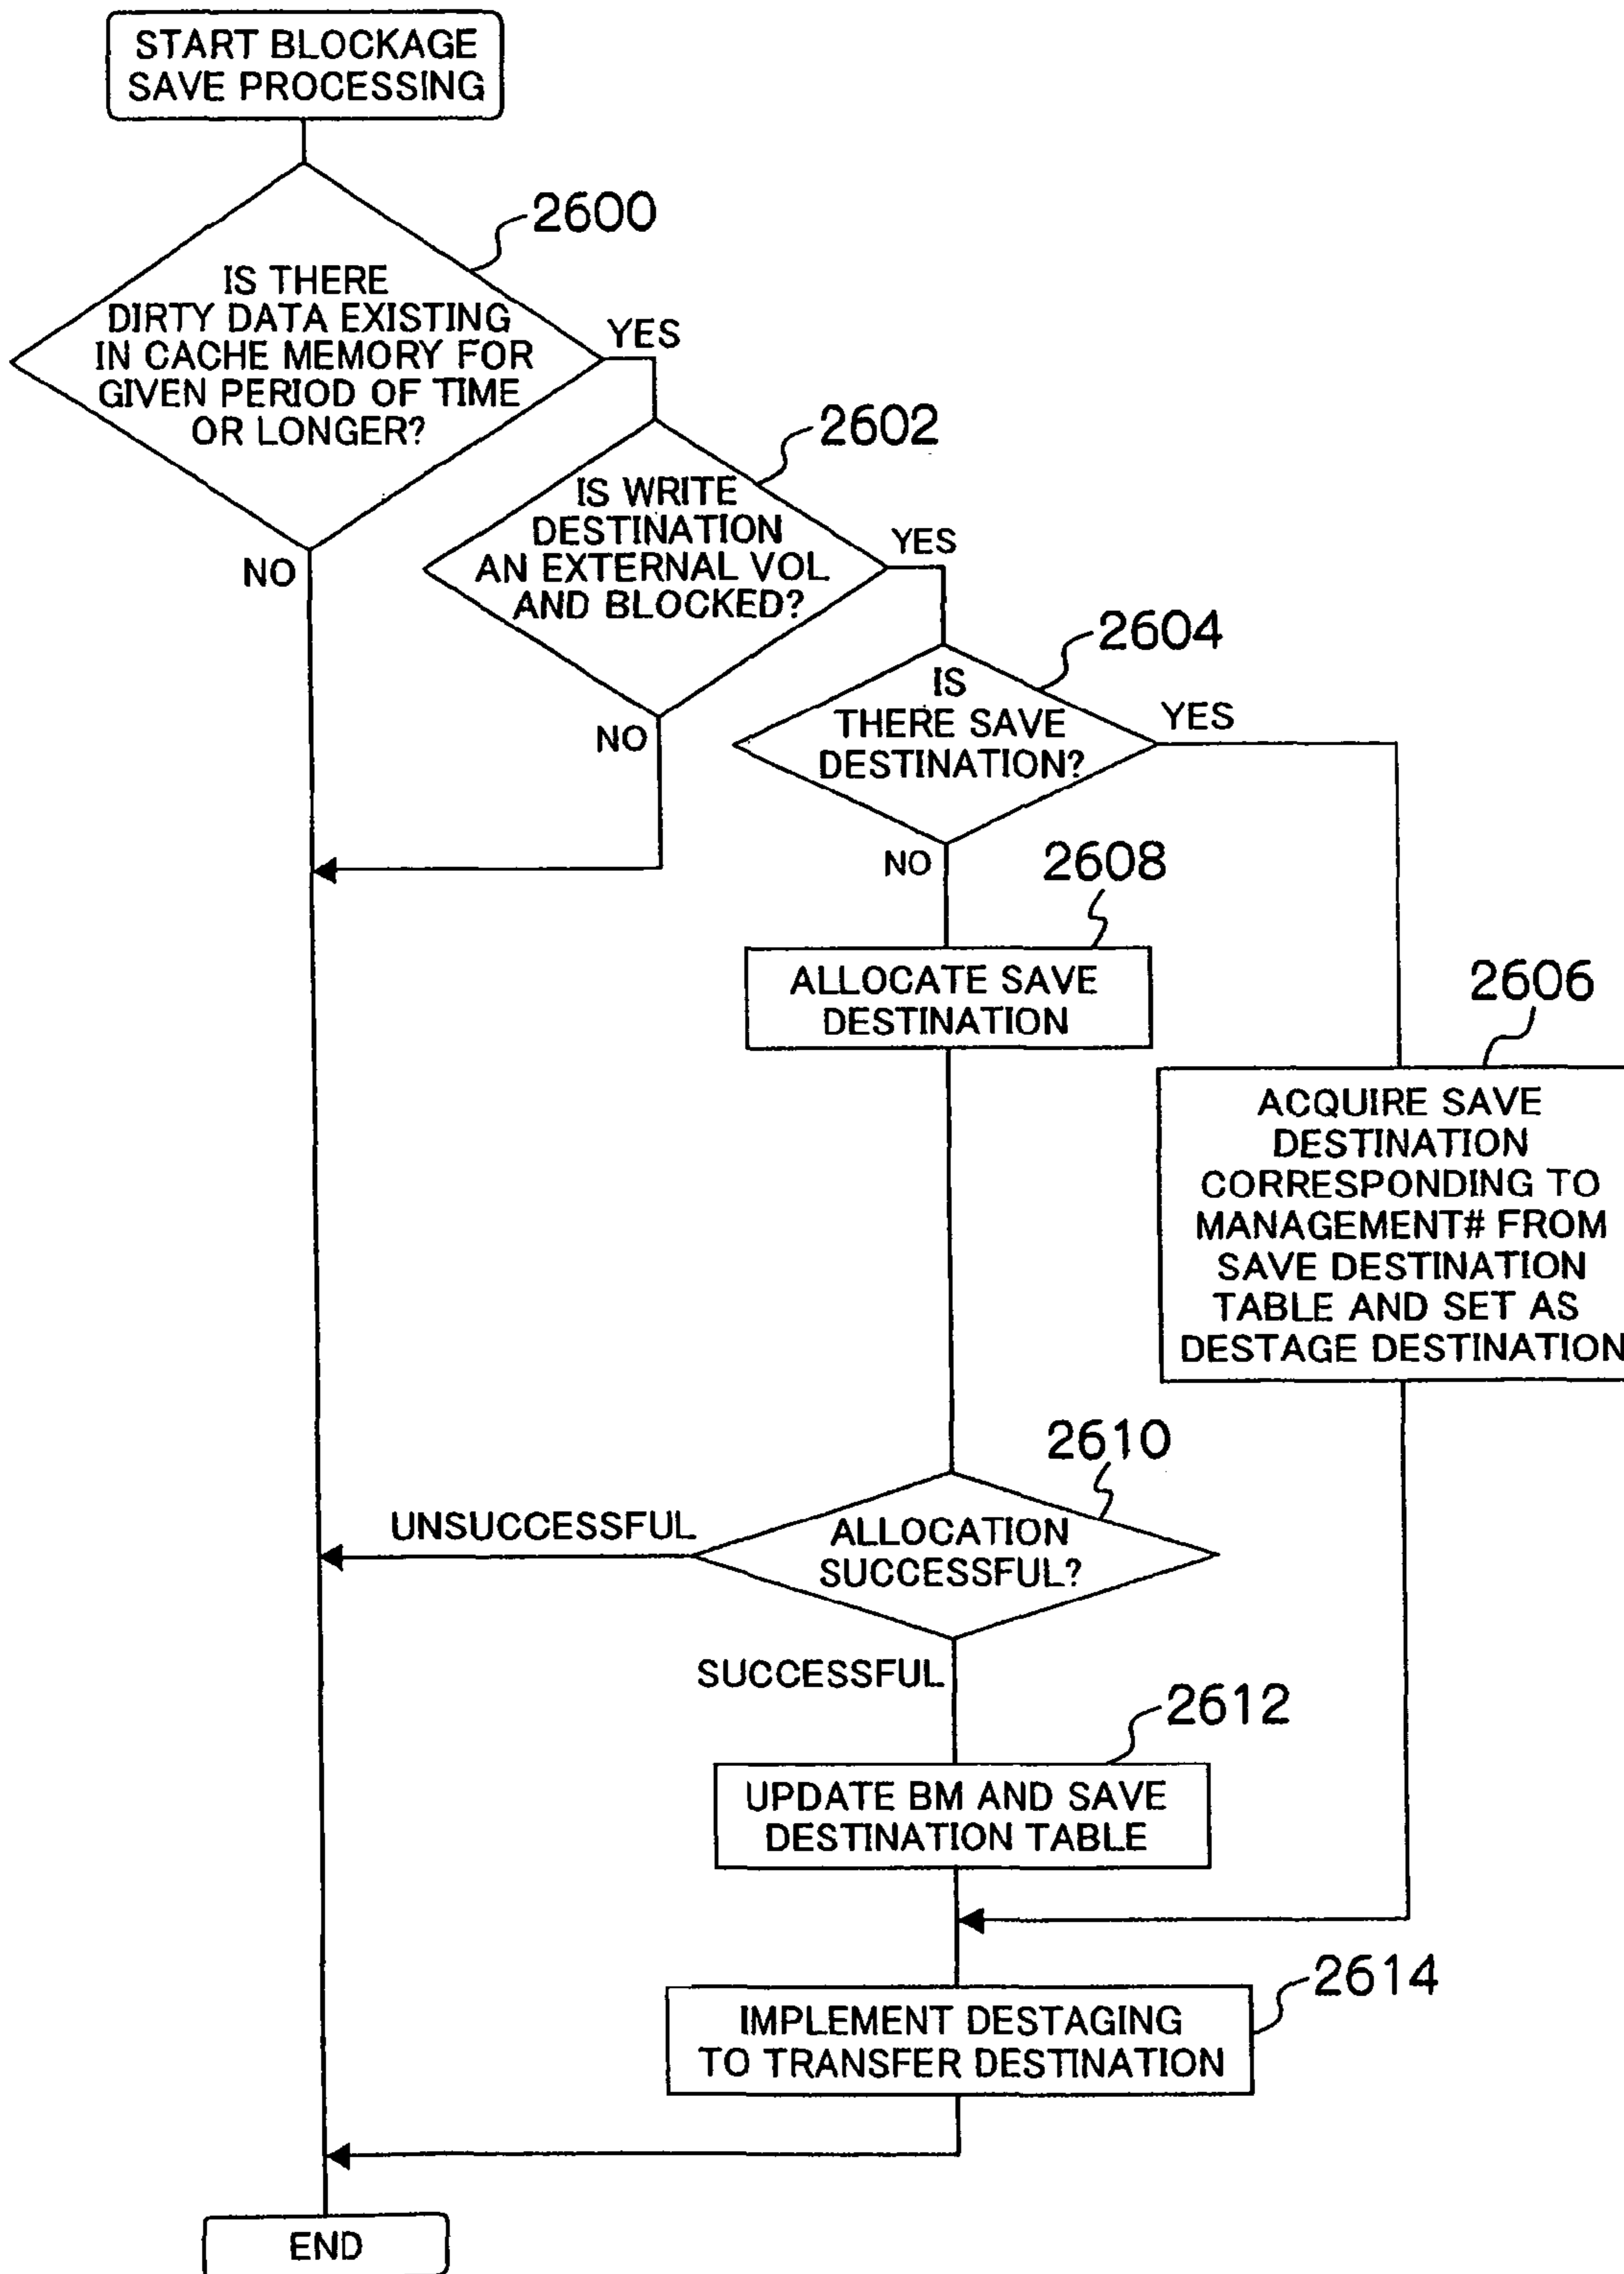 START BLOCKAGE
SAVE PROCESSING
2600
IS THERE
DIRTY DATA EXISTING
IN CACHE MEMORY FOR
GIVEN PERIOD OF TIME
OR LONGER?
YES
NO
2602
IS WRITE
DESTINATION
AN EXTERNAL VOL
AND BLOCKED?
YES
NO
2604
IS
THERE SAVE
DESTINATION?
YES
NO
2608
ALLOCATE SAVE
DESTINATION
2606
ACQUIRE SAVE
DESTINATION
CORRESPONDING TO
MANAGEMENT# FROM
SAVE DESTINATION
TABLE AND SET AS
DESTAGE DESTINATION
2610
UNSUCCESSFUL
ALLOCATION
SUCCESSFUL?
SUCCESSFUL
2612
UPDATE BM AND SAVE
DESTINATION TABLE
2614
IMPLEMENT DESTAGING
TO TRANSFER DESTINATION
END